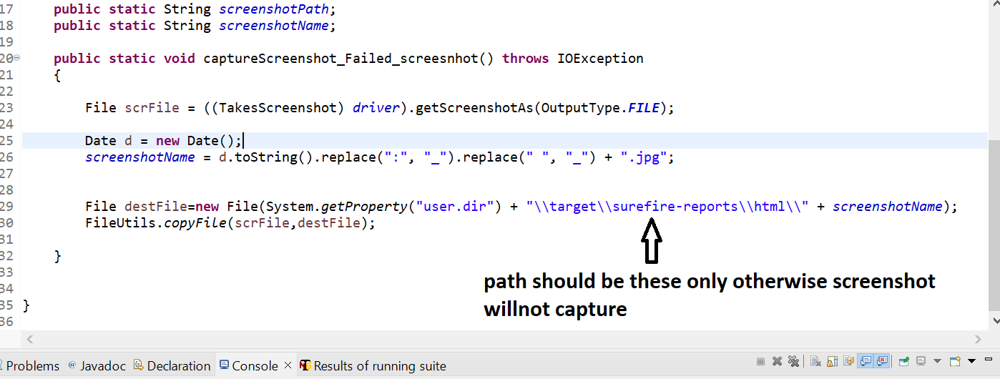 17 public static String screenshotPath;
18 public static String screenshotName;
19
20 public static void captureScreenshot_Failed_screesnhot() throws IOException
21 {
22
23 File scrFile = ((TakesScreenshot) driver).getScreenshotAs(OutputType.FILE);
24
25 Date d = new Date();
26 screenshotName = d.toString().replace(":", "_").replace(" ", "_") + ".jpg";
27
28
29 File destFile=new File(System.getProperty("user.dir") + "\\target\\surefire-reports\\html\\" + screenshotName);
30 FileUtils.copyFile(scrFile,destFile);
31
32 }
33
34
35 }
36
path should be these only otherwise screenshot
willnot capture
Problems @ Javadoc Declaration Console Results of running suite